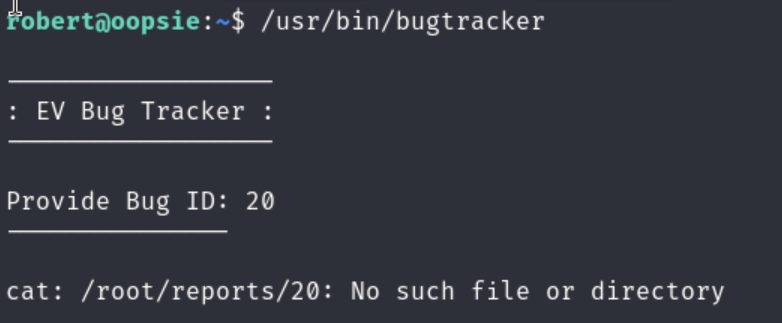 robert@oopsie:~$ /usr/bin/bugtracker
: EV Bug Tracker :
Provide Bug ID: 20
cat: /root/reports/20: No such file or directory